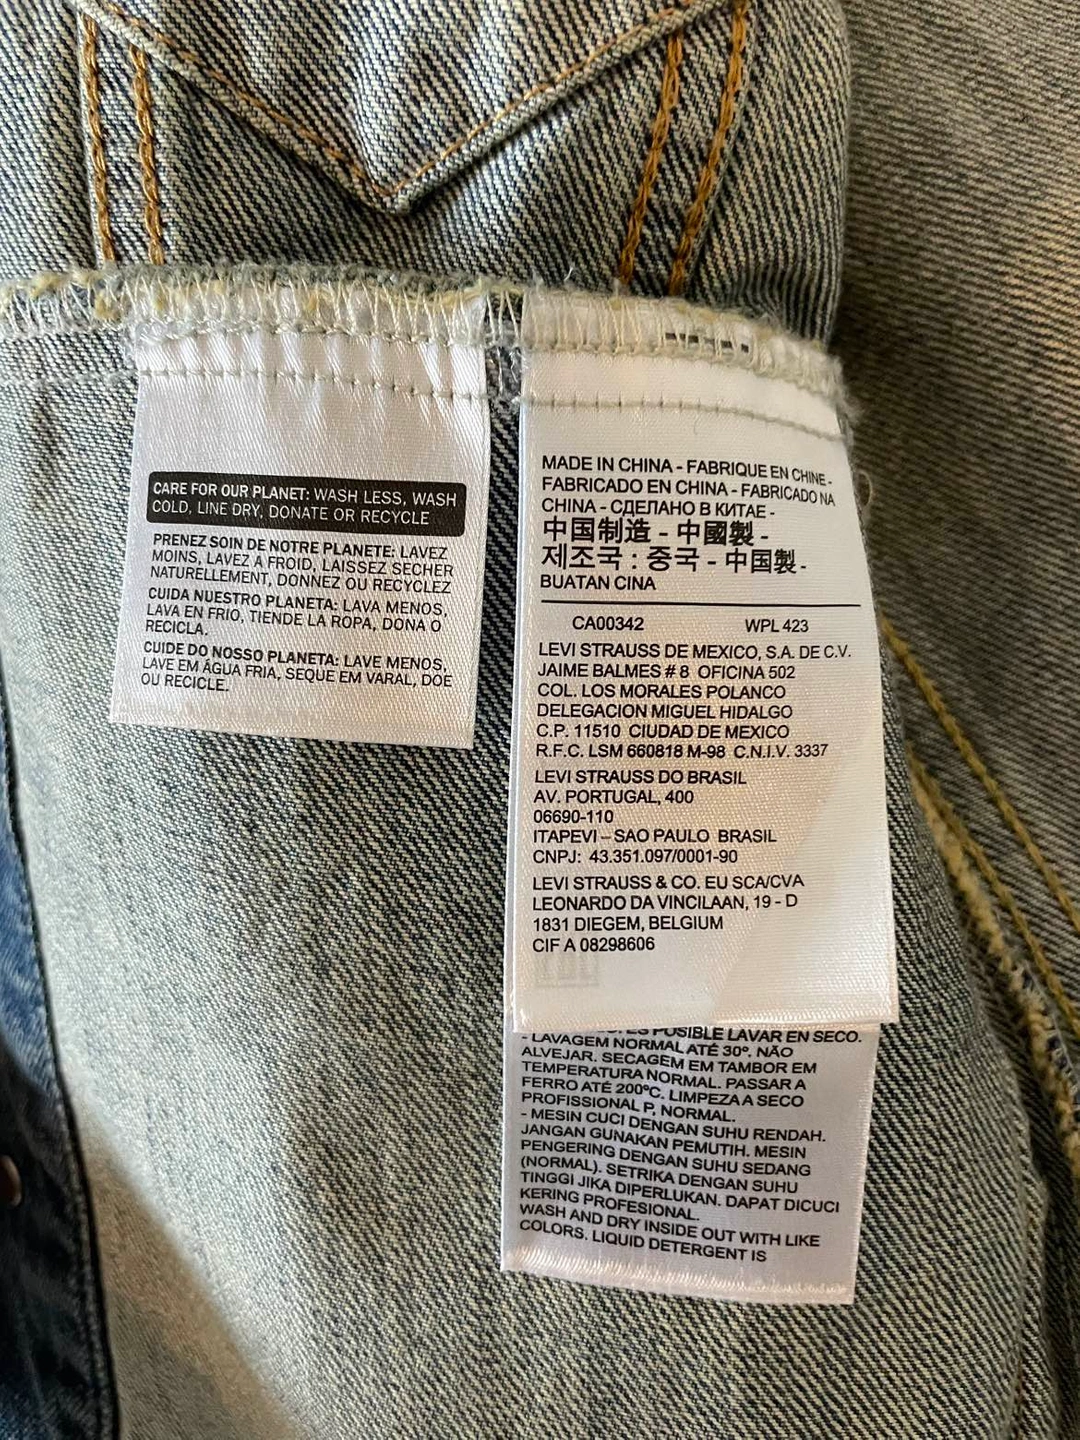 CARE FOR OUR PLANET: WASH LESS, WASH
COLD, LINE DRY, DONATE OR RECYCLE
PRENEZ SOIN DE NOTRE PLANETE: LAVEZ
MOINS, LAVEZ A FROID, LAISSEZ SECHER
NATURELLEMENT, DONNEZ OU RECYCLEZ
CUIDA NUESTRO PLANETA: LAVA MENOS,
LAVA EN FRIO, TIENDE LA ROPA, DONA O
RECICLA.
CUIDE DO NOSSO PLANETA: LAVE MENOS,
LAVE EM ÁGUA FRIA, SEQUE EM VARAL, DOE
OU RECICLE.
MADE IN CHINA - FABRIQUE EN CHINE -
FABRICADO EN CHINA - FABRICADO NA
CHINA - СДЕЛАНО В КИТАЕ -
中国制造 - 中國製 -
제조국 : 중국 - 中国製 -
BUATAN CINA
CA00342 WPL 423
LEVI STRAUSS DE MEXICO, S.A. DE C.V.
JAIME BALMES # 8 OFICINA 502
COL. LOS MORALES POLANCO
DELEGACION MIGUEL HIDALGO
C.P. 11510 CIUDAD DE MEXICO
R.F.C. LSM 660818 M-98 C.N.I.V. 3337
LEVI STRAUSS DO BRASIL
AV. PORTUGAL, 400
06690-110
ITAPEVI – SAO PAULO BRASIL
CNPJ: 43.351.097/0001-90
LEVI STRAUSS & CO. EU SCA/CVA
LEONARDO DA VINCILAAN, 19 - D
1831 DIEGEM, BELGIUM
CIF A 08298606
ES POSIBLE LAVAR EN SECO.
- LAVAGEM NORMAL ATÉ 30º. NÃO
ALVEJAR. SECAGEM EM TAMBOR EM
TEMPERATURA NORMAL. PASSAR A
FERRO ATÉ 200ºC. LIMPEZA A SECO
PROFISSIONAL P, NORMAL.
- MESIN CUCI DENGAN SUHU RENDAH.
JANGAN GUNAKAN PEMUTIH. MESIN
PENGERING DENGAN SUHU SEDANG
(NORMAL). SETRIKA DENGAN SUHU
TINGGI JIKA DIPERLUKAN. DAPAT DICUCI
KERING PROFESIONAL.
WASH AND DRY INSIDE OUT WITH LIKE
COLORS. LIQUID DETERGENT IS